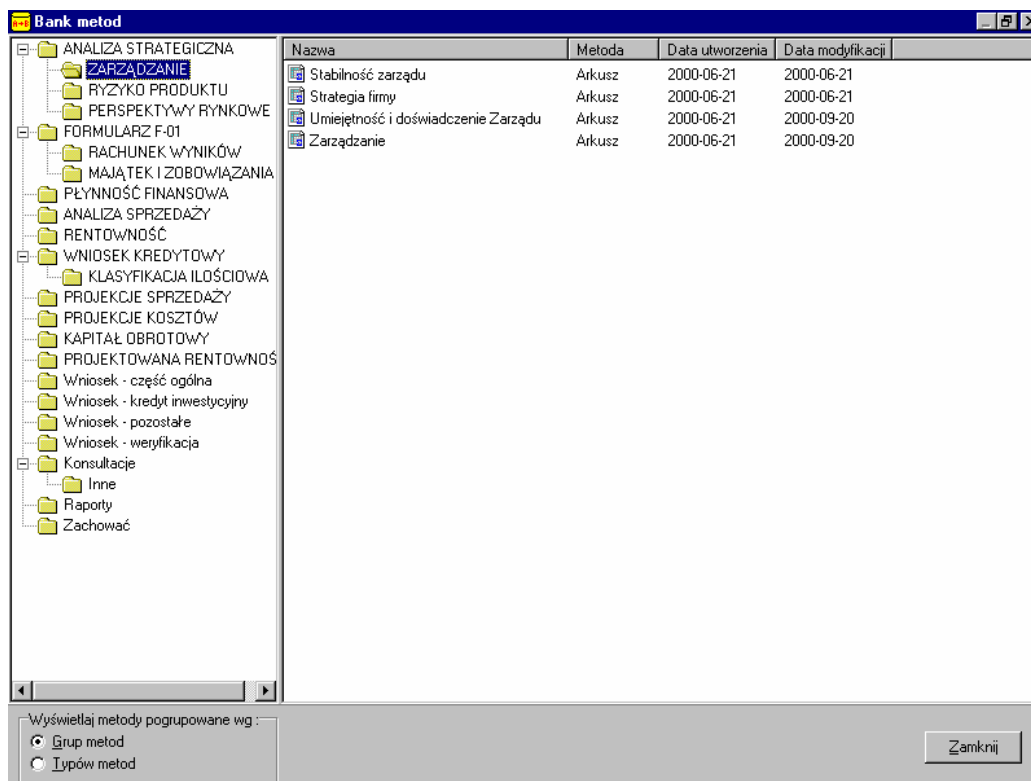 Bank metod
ANALIZA STRATEGICZNA
ZARZĄDZANIE
RYZYKO PRODUKTU
PERSPEKTYWY RYNKOWE
FORMULARZ F-01
RACHUNEK WYNIKÓW
MAJĄTEK I ZOBOWIĄZANIA
PŁYNNOŚĆ FINANSOWA
ANALIZA SPRZEDAŻY
RENTOWNOŚĆ
WNIOSEK KREDYTOWY
KLASYFIKACJA ILOŚCIOWA
PROJEKCJE SPRZEDAŻY
PROJEKCJE KOSZTÓW
KAPITAŁ OBROTOWY
PROJEKTOWANA RENTOWNOŚ
Wniosek - część ogólna
Wniosek - kredyt inwestycyjny
Wniosek - pozostałe
Wniosek - weryfikacja
Konsultacje
Inne
Raporty
Zachować
Nazwa Metoda Data utworzenia Data modyfikacji
Stabilność zarządu Arkusz 2000-06-21 2000-06-21
Strategia firmy Arkusz 2000-06-21 2000-06-21
Umiejętność i doświadczenie Zarządu Arkusz 2000-06-21 2000-09-20
Zarządzanie Arkusz 2000-06-21 2000-09-20
Wyświetlaj metody pogrupowane wg :
Grup metod
Typów metod
Zamknij